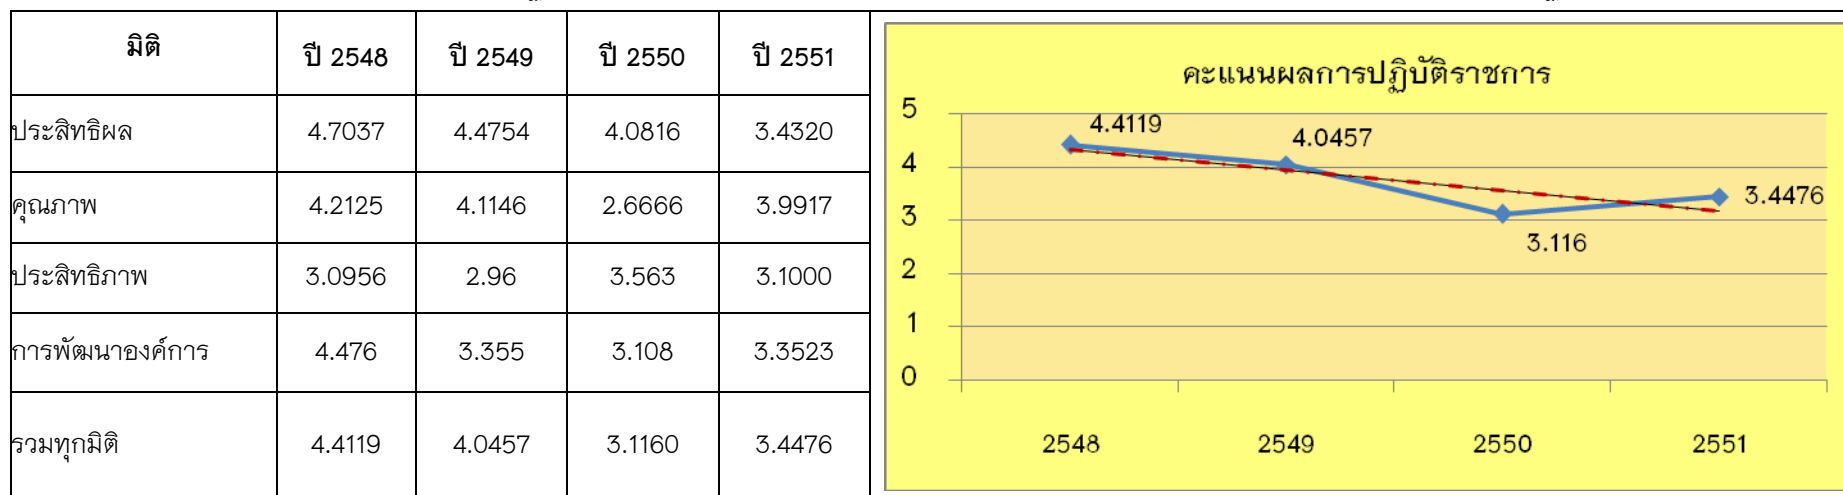 มิติ ปี 2548 ปี 2549 ปี 2550 ปี 2551
ประสิทธิผล 4.7037 4.4754 4.0816 3.4320
คุณภาพ 4.2125 4.1146 2.6666 3.9917
ประสิทธิภาพ 3.0956 2.96 3.563 3.1000
การพัฒนาองค์การ 4.476 3.355 3.108 3.3523
รวมทุกมิติ 4.4119 4.0457 3.1160 3.4476
คะแนนผลการปฏิบัติราชการ
5
4
3
2
1
0
4.4119
4.0457
3.116
3.4476
2548 2549 2550 2551